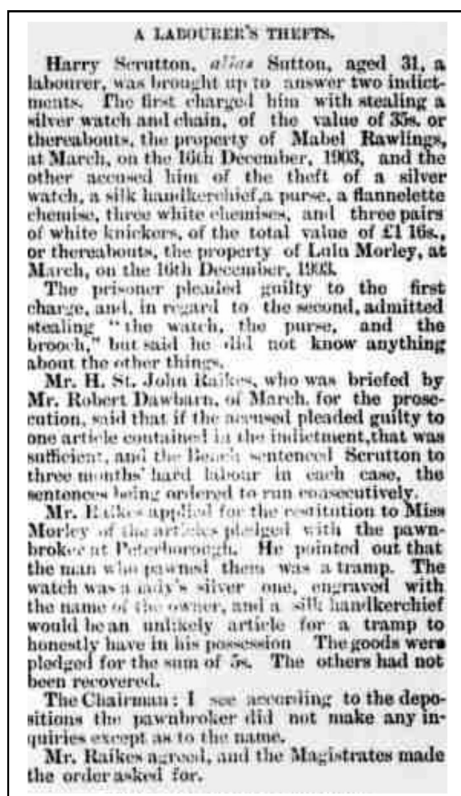 A LABOURER'S THEFTS.
Harry Scrutton, alias Sutton, aged 31, a
labourer, was brought up to answer two indict-
ments. The first charged him with stealing a
silver watch and chain, of the value of 35s. or
thereabouts, the property of Mabel Rawlings,
at March, on the 16th December, 1903, and the
other accused him of the theft of a silver
watch, a silk handkerchief, a purse, a flannelette
chemise, three white chemises, and three pairs
of white knickers, of the total value of £1 16s.,
or thereabouts, the property of Lulu Morley, at
March, on the 16th December, 1903.
The prisoner pleaded guilty to the first
charge, and, in regard to the second, admitted
stealing "the watch, the purse, and the
brooch," but said he did not know anything
about the other things.
Mr. H. St. John Raikes, who was briefed by
Mr. Robert Dawbarn, of March, for the prose-
cution, said that if the accused pleaded guilty to
one article contained in the indictment, that was
sufficient, and the Bench sentenced Scrutton to
three months' hard labour in each case, the
sentences being ordered to run consecutively.
Mr. Raikes applied for the restitution to Miss
Morley of the articles pledged with the pawn-
broker at Peterborough. He pointed out that
the man who pawned them was a tramp. The
watch was a lady's silver one, engraved with
the name of the owner, and a silk handkerchief
would be an unlikely article for a tramp to
honestly have in his possession The goods were
pledged for the sum of 5s. The others had not
been recovered.
The Chairman: I see according to the depo-
sitions the pawnbroker did not make any in-
quiries except as to the name.
Mr. Raikes agreed, and the Magistrates made
the order asked for.